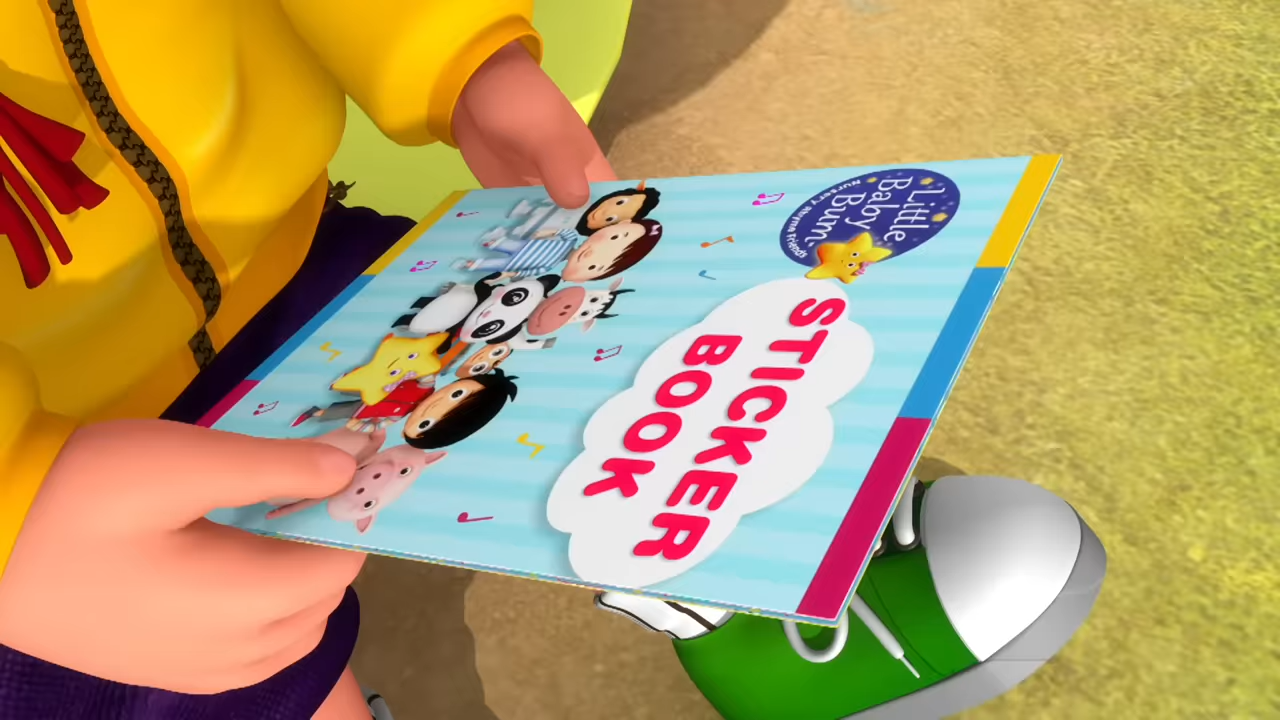 Little
Baby
Bum
Nursery Rhyme Friends
STICKER
BOOK